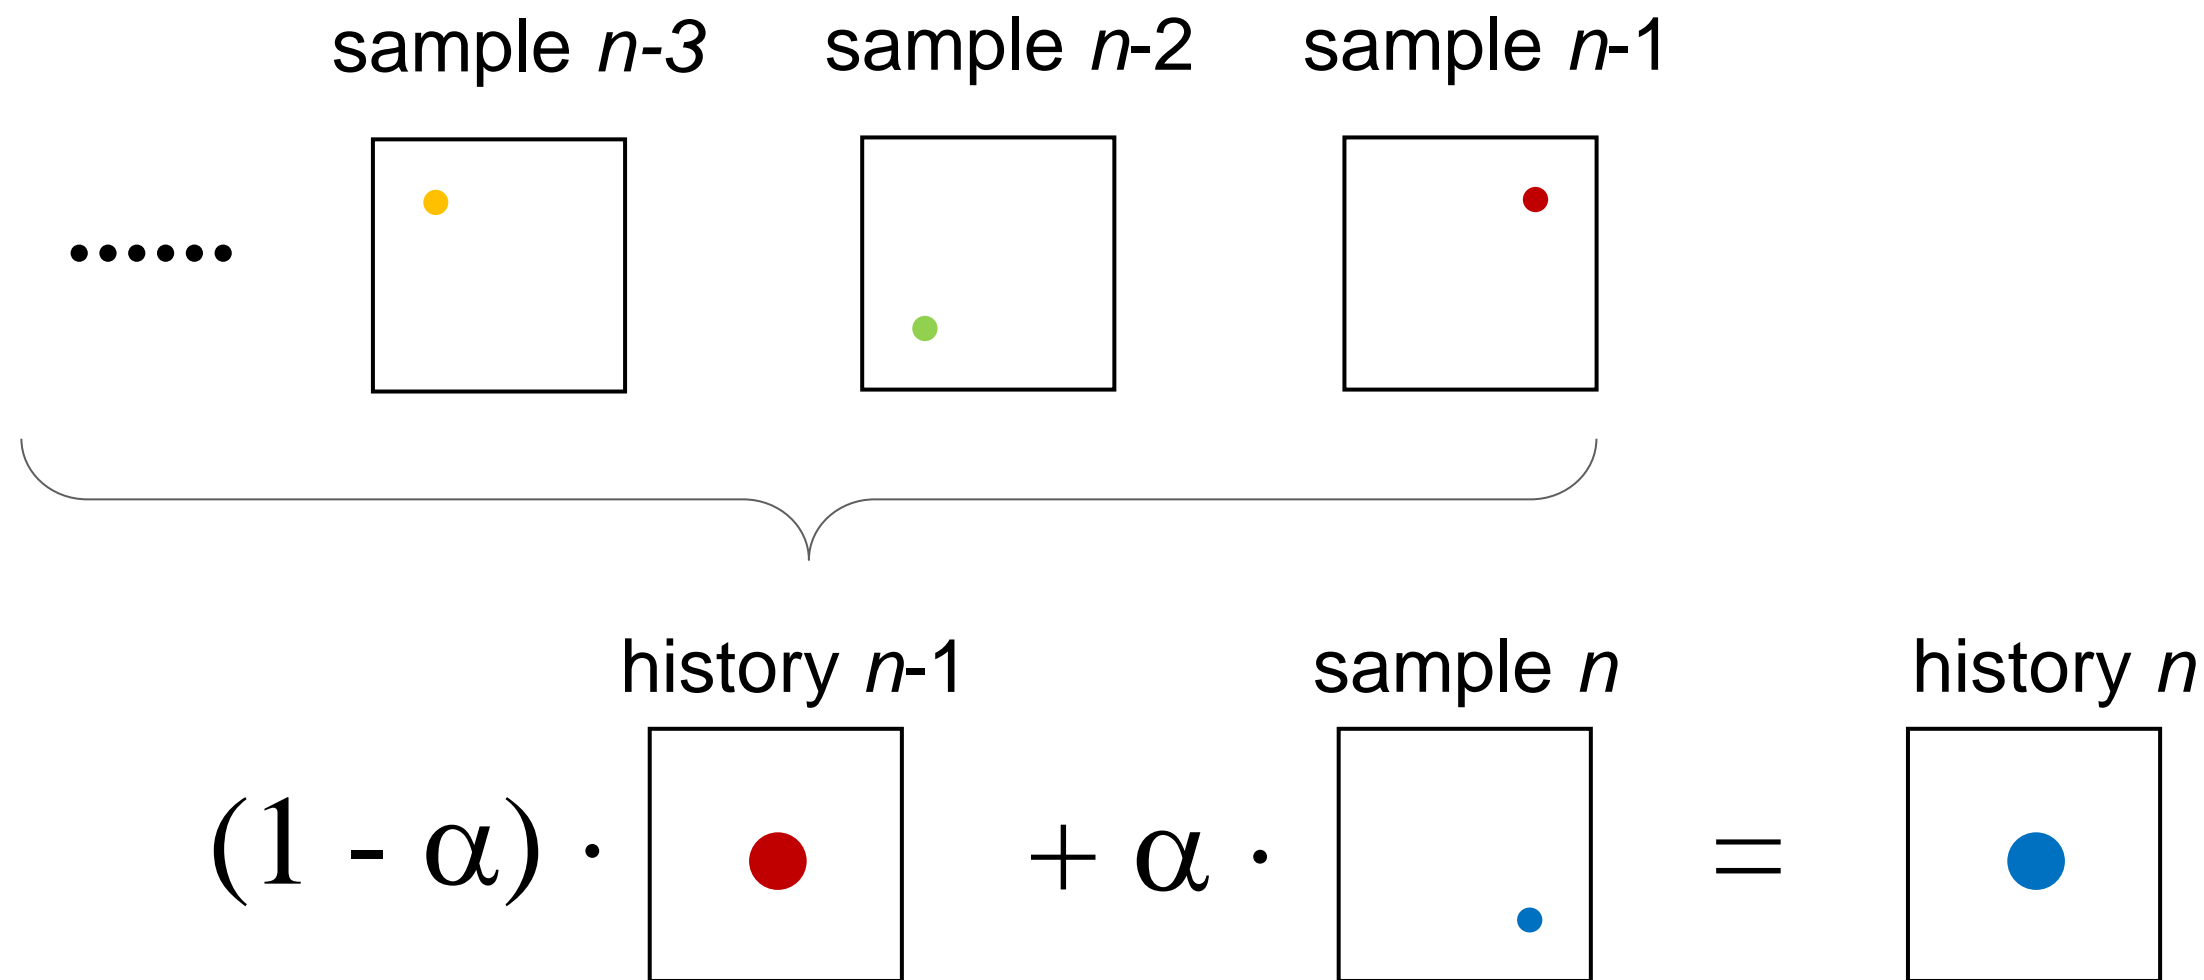 sample n-3 sample n-2 sample n-1
......
history n-1 sample n history n
(1 - α) · + α · =